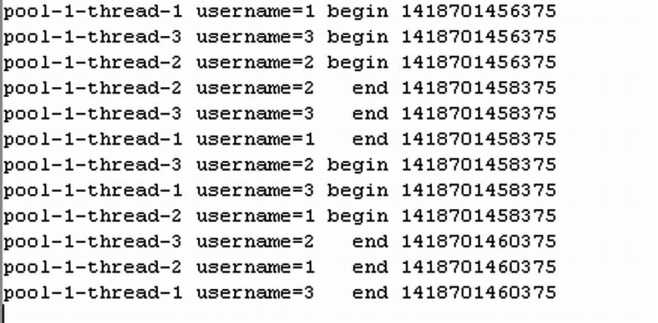 pool-1-thread-1 username=1 begin 1418701456375
pool-1-thread-3 username=3 begin 1418701456375
pool-1-thread-2 username=2 begin 1418701456375
pool-1-thread-2 username=2   end 1418701458375
pool-1-thread-3 username=3   end 1418701458375
pool-1-thread-1 username=1   end 1418701458375
pool-1-thread-3 username=2 begin 1418701458375
pool-1-thread-1 username=3 begin 1418701458375
pool-1-thread-2 username=1 begin 1418701458375
pool-1-thread-3 username=2   end 1418701460375
pool-1-thread-2 username=1   end 1418701460375
pool-1-thread-1 username=3   end 1418701460375